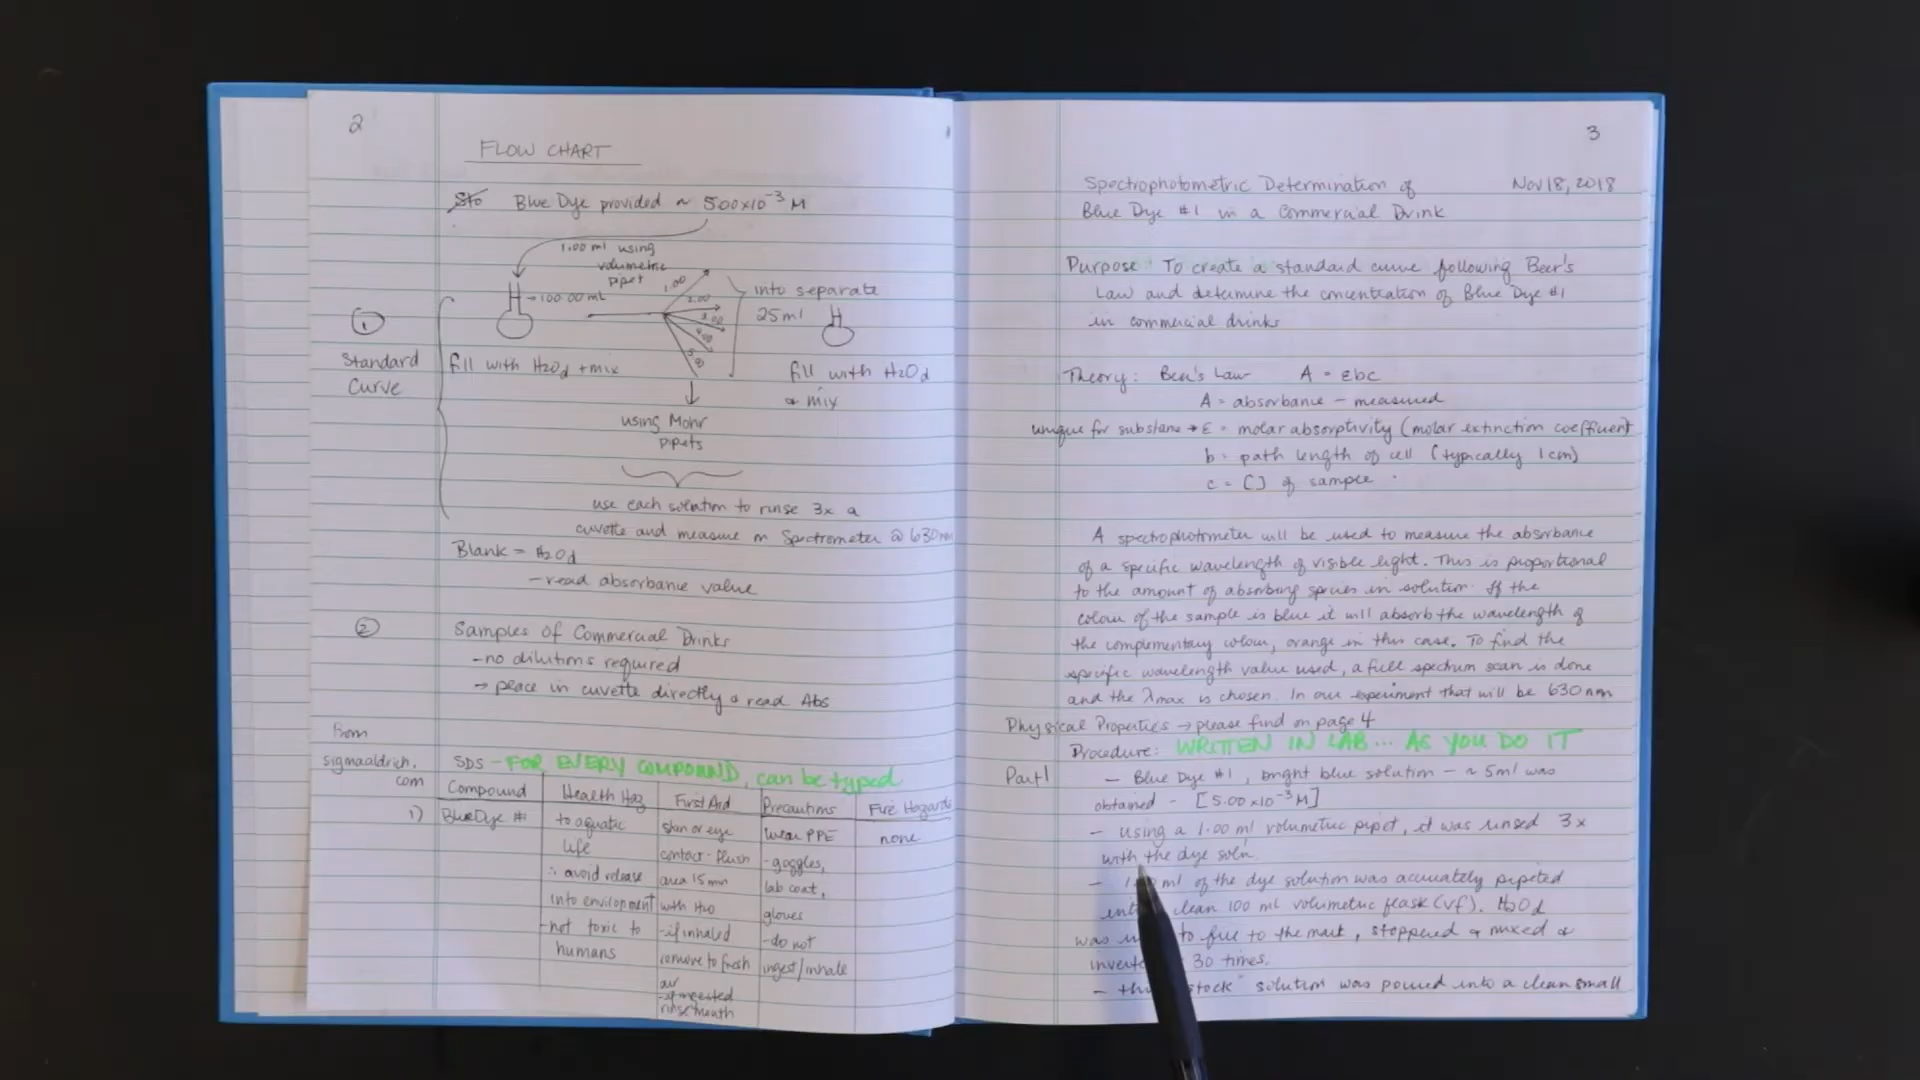 2
FLOW CHART
Blue Dye provided ~ 5.00x10⁻³ M
1.00 ml using
volumetric
pipet
100.00 mL
1.00
2.00
3.00
4.00
5.00
into separate
25ml
①
Standard
Curve
fill with H2Od + mix
fill with H2Od
& mix
using Mohr
pipets
use each solution to rinse 3x a
cuvette and measure in Spectrometer @ 630nm
Blank = H2Od
- read absorbance value
②
Samples of Commercial Drinks
- no dilutions required
→ place in cuvette directly & read Abs
From
sigmaaldrich.
com
SDS - FOR EVERY COMPOUND, can be typed
Compound Health Haz First Aid Precautions Fire Hazards
1) Blue Dye #1
to aquatic
life
∴ avoid release
into environment
- not toxic to
humans
skin or eye
contact - flush
area 15 min
with H2O
- if inhaled
remove to fresh
air
- if ingested
rinse mouth
wear PPE
- goggles,
lab coat,
gloves
- do not
ingest/inhale
none
3
Spectrophotometric Determination of Nov 18, 2018
Blue Dye #1 in a Commercial Drink
Purpose: To create a standard curve following Beer's
Law and determine the concentration of Blue Dye #1
in commercial drinks
Theory: Beer's Law A = εbc
A = absorbance - measured
unique for substane → ε = molar absorptivity (molar extinction coeffiuent)
b = path length of cell (typically 1cm)
c = [] of sample
A spectrophotometer will be used to measure the absorbance
of a specific wavelength of visible light. This is proportional
to the amount of absorbing species in solution. If the
colour of the sample is blue it will absorb the wavelength of
the complementary colour, orange in this case. To find the
specific wavelength value used, a full spectrum scan is done
and the λmax is chosen. In our experiment that will be 630 nm
Physical Properties → please find on page 4
Procedure: WRITTEN IN LAB... AS YOU DO IT
Part 1 - Blue Dye #1, bright blue solution - ~ 5ml was
obtained - [5.00 x10⁻³M]
- using a 1.00 ml volumetric pipet, it was rinsed 3x
with the dye soln.
- ml of the dye solution was accurately pipeted
clean 100 ml volumetric flask (vf). H2Od
was to fill to the mark, stoppered & mixed &
30 times.
- stock" solution was poured into a clean small